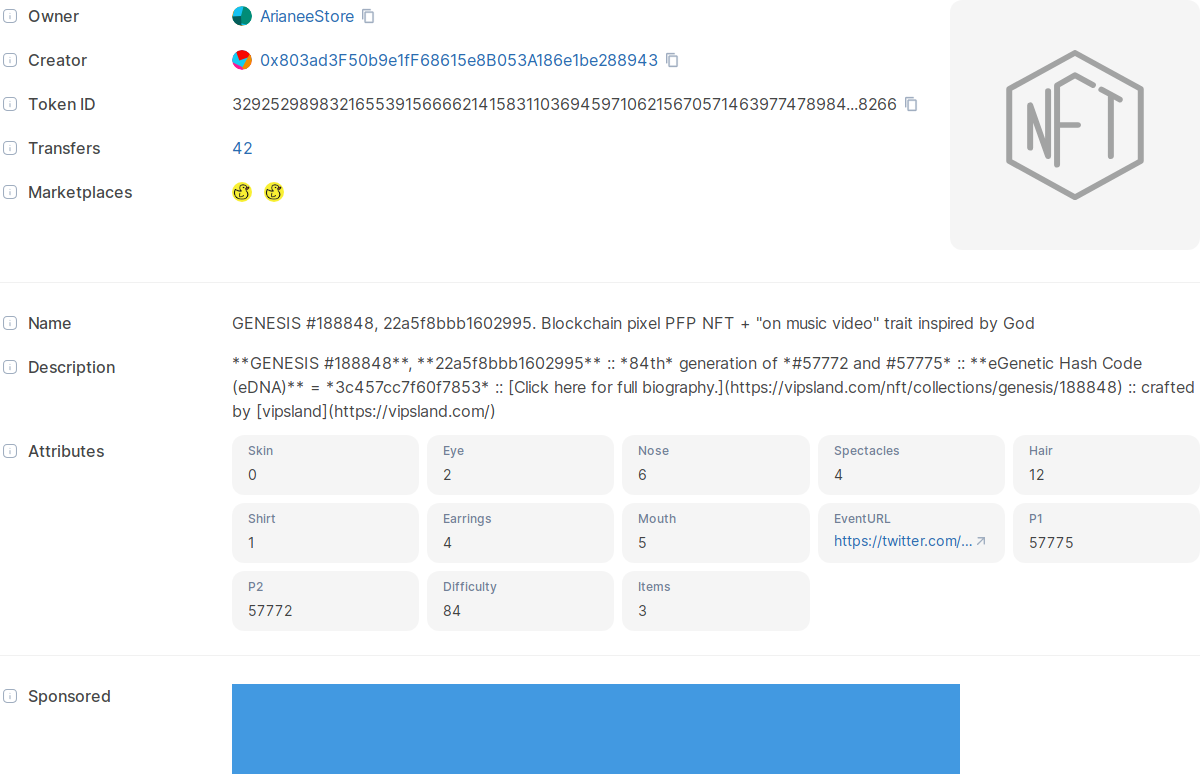 Owner
ArianeeStore
Creator
0x803ad3F50b9e1fF68615e8B053A186e1be288943
Token ID
32925298983216553915666621415831103694597106215670571463977478984...8266
Transfers
42
Marketplaces
NFT
Name
GENESIS #188848, 22a5f8bbb1602995. Blockchain pixel PFP NFT + "on music video" trait inspired by God
Description
**GENESIS #188848**, **22a5f8bbb1602995** :: *84th* generation of *#57772 and #57775* :: **eGenetic Hash Code
(eDNA)** = *3c457cc7f60f7853* :: [Click here for full biography.](https://vipsland.com/nft/collections/genesis/188848) :: crafted
by [vipsland](https://vipsland.com/)
Attributes
Skin
0
Eye
2
Nose
6
Spectacles
4
Hair
12
Shirt
1
Earrings
4
Mouth
5
EventURL
https://twitter.com/...
P1
57775
P2
57772
Difficulty
84
Items
3
Sponsored